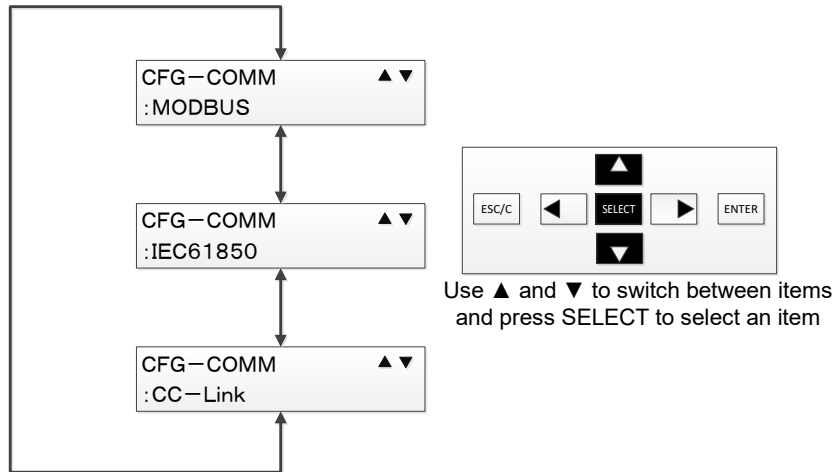 CFG-COMM ▲ ▼
:MODBUS
CFG-COMM ▲ ▼
:IEC61850
CFG-COMM ▲ ▼
:CC-Link
ESC/C
SELECT
ENTER
Use ▲ and ▼ to switch between items
and press SELECT to select an item